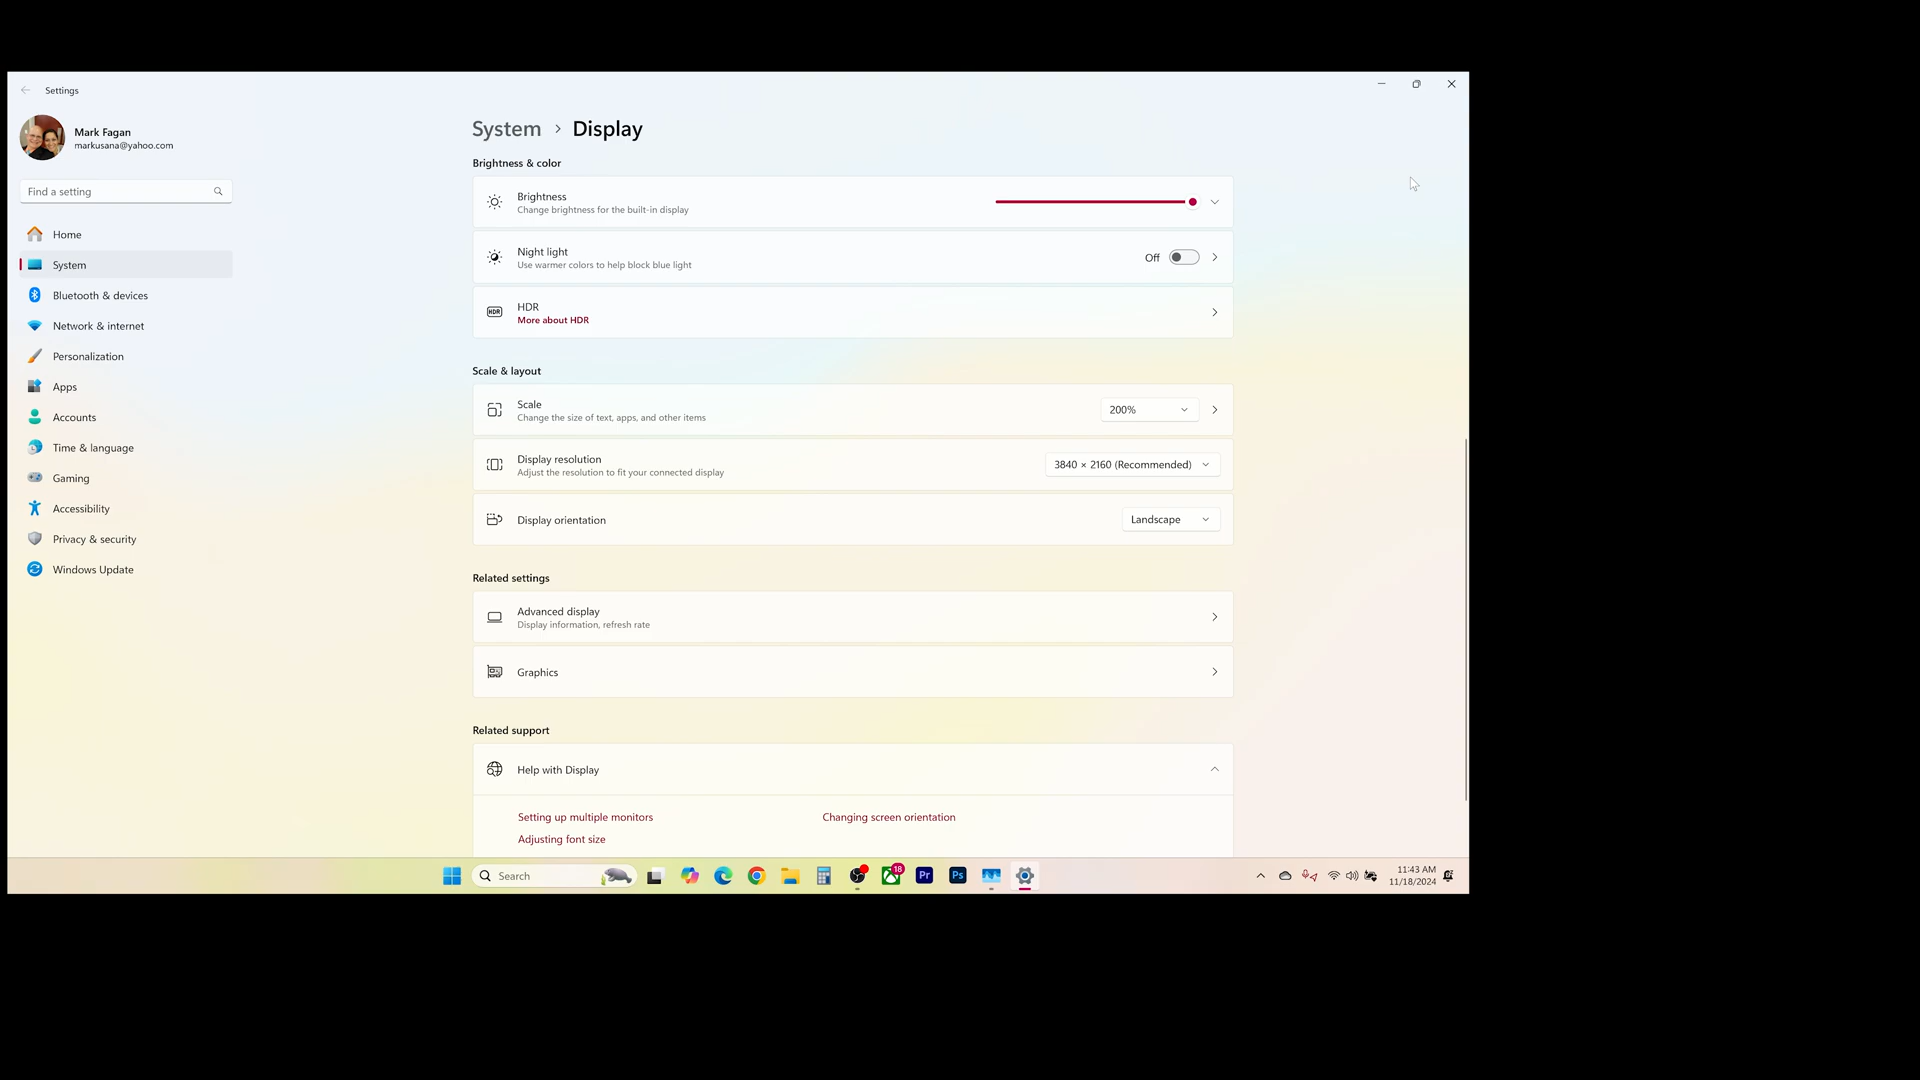 Settings
Mark Fagan
markusana@yahoo.com
Find a setting
Home
System
Bluetooth & devices
Network & internet
Personalization
Apps
Accounts
Time & language
Gaming
Accessibility
Privacy & security
Windows Update
System > Display
Brightness & color
Brightness
Change brightness for the built-in display
Night light
Use warmer colors to help block blue light
Off
HDR
HDR
More about HDR
Scale & layout
Scale
Change the size of text, apps, and other items
200%
Display resolution
Adjust the resolution to fit your connected display
3840 × 2160 (Recommended)
Display orientation
Landscape
Related settings
Advanced display
Display information, refresh rate
Graphics
Related support
Help with Display
Setting up multiple monitors
Changing screen orientation
Adjusting font size
Search
18
Pr
Ps
11:43 AM
11/18/2024